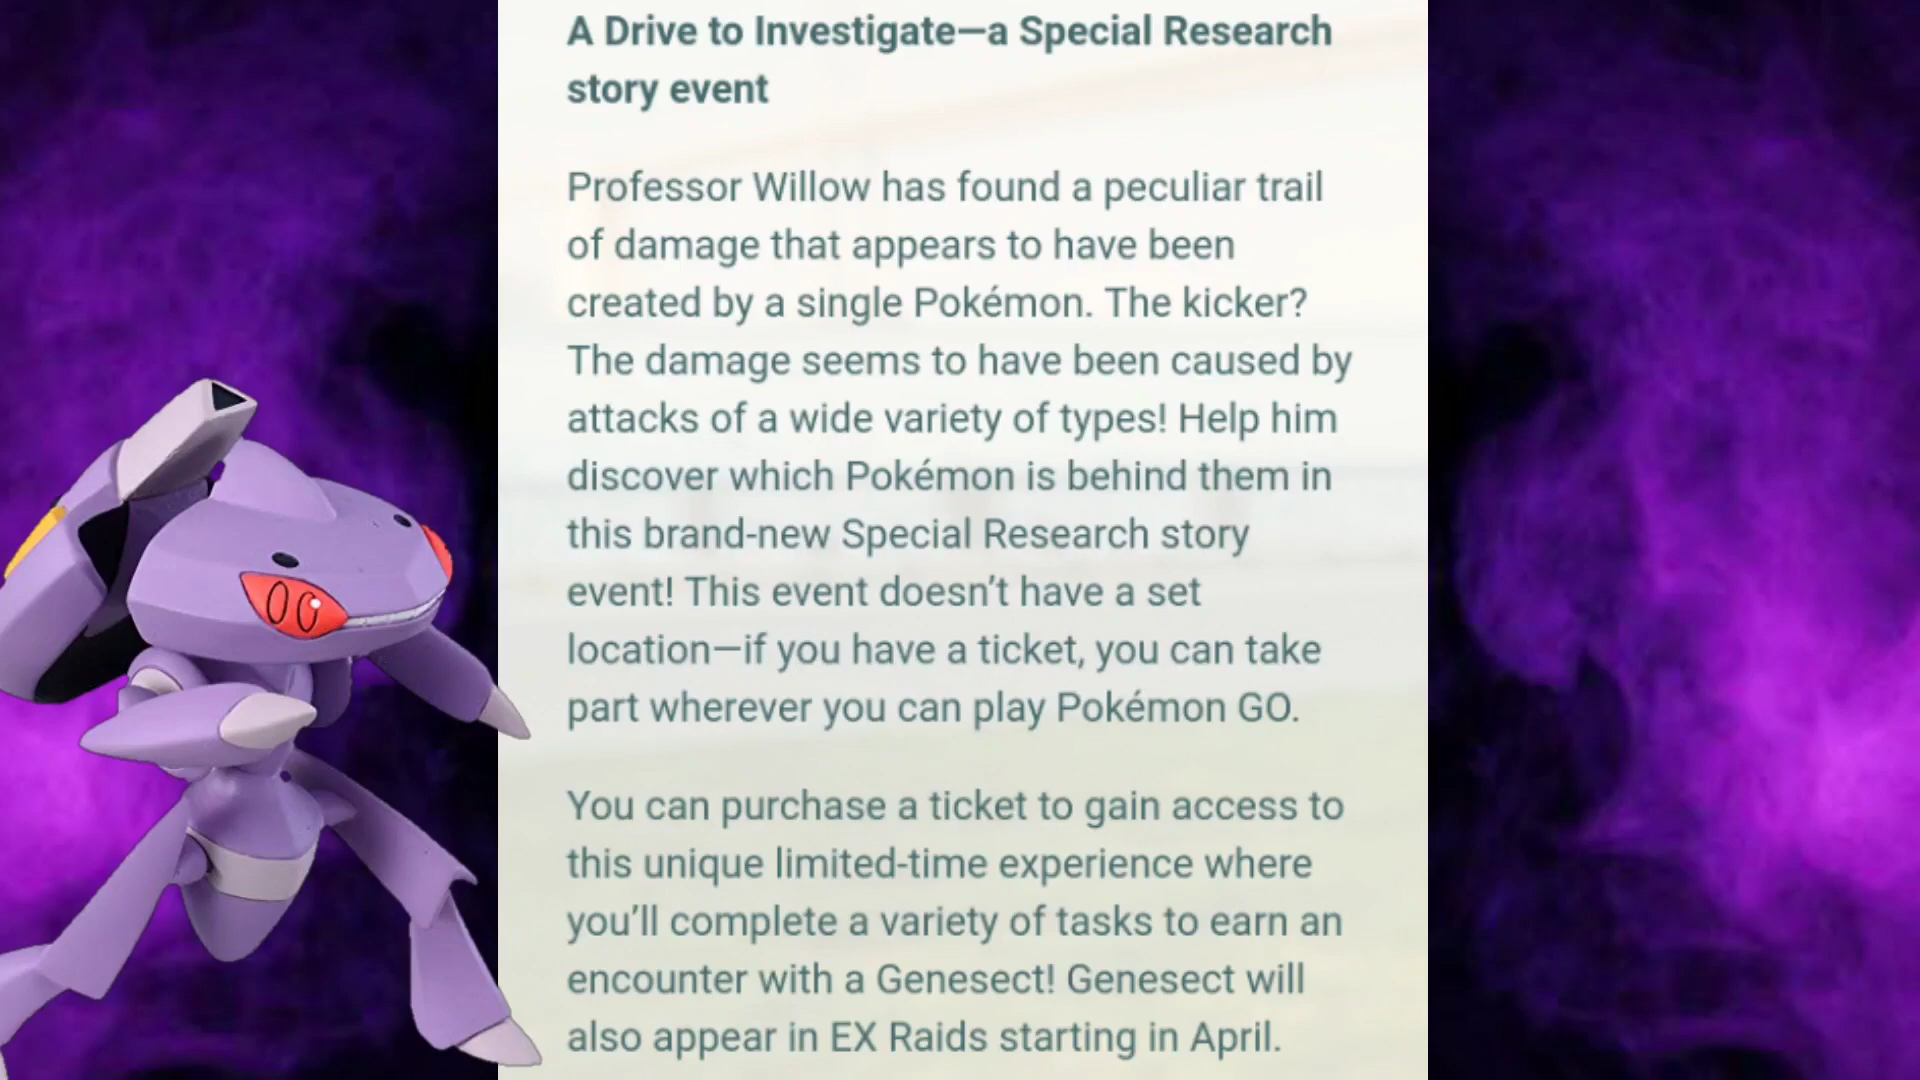 A Drive to Investigate—a Special Research
story event
Professor Willow has found a peculiar trail
of damage that appears to have been
created by a single Pokémon. The kicker?
The damage seems to have been caused by
attacks of a wide variety of types! Help him
discover which Pokémon is behind them in
this brand-new Special Research story
event! This event doesn’t have a set
location—if you have a ticket, you can take
part wherever you can play Pokémon GO.
You can purchase a ticket to gain access to
this unique limited-time experience where
you’ll complete a variety of tasks to earn an
encounter with a Genesect! Genesect will
also appear in EX Raids starting in April.